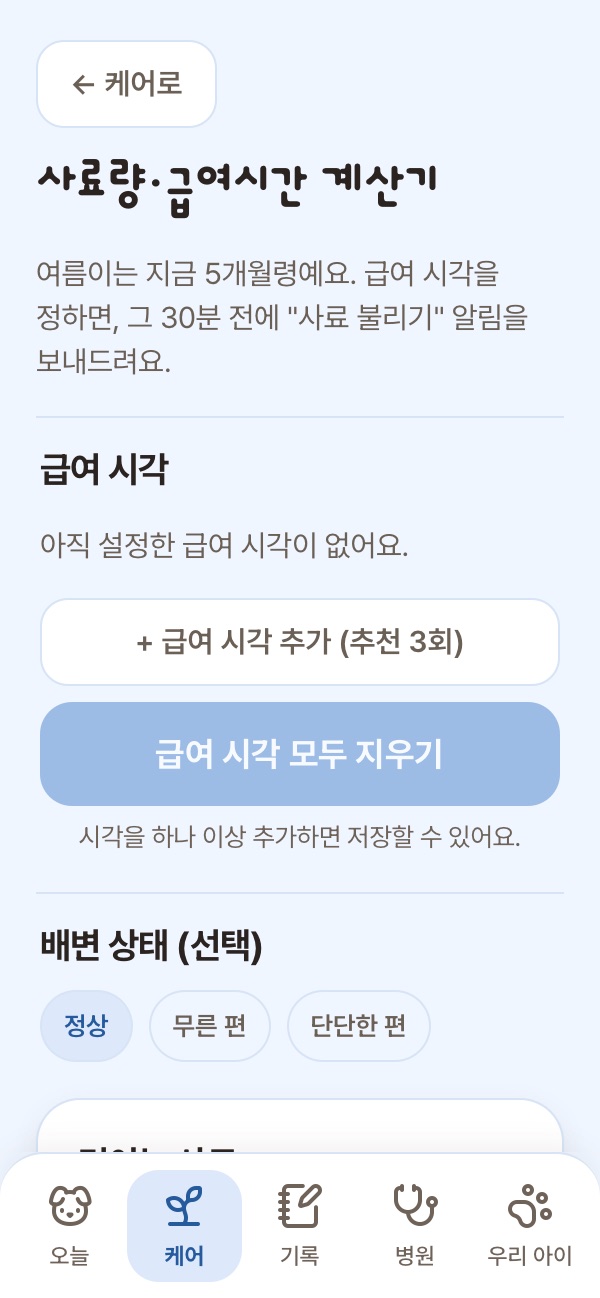 ← 케어로
사료량·급여시간 계산기
여름이는 지금 5개월령예요. 급여 시각을
정하면, 그 30분 전에 "사료 불리기" 알림을
보내드려요.
급여 시각
아직 설정한 급여 시각이 없어요.
+ 급여 시각 추가 (추천 3회)
급여 시각 모두 지우기
시각을 하나 이상 추가하면 저장할 수 있어요.
배변 상태 (선택)
정상
무른 편
단단한 편
오늘
케어
기록
병원
우리 아이